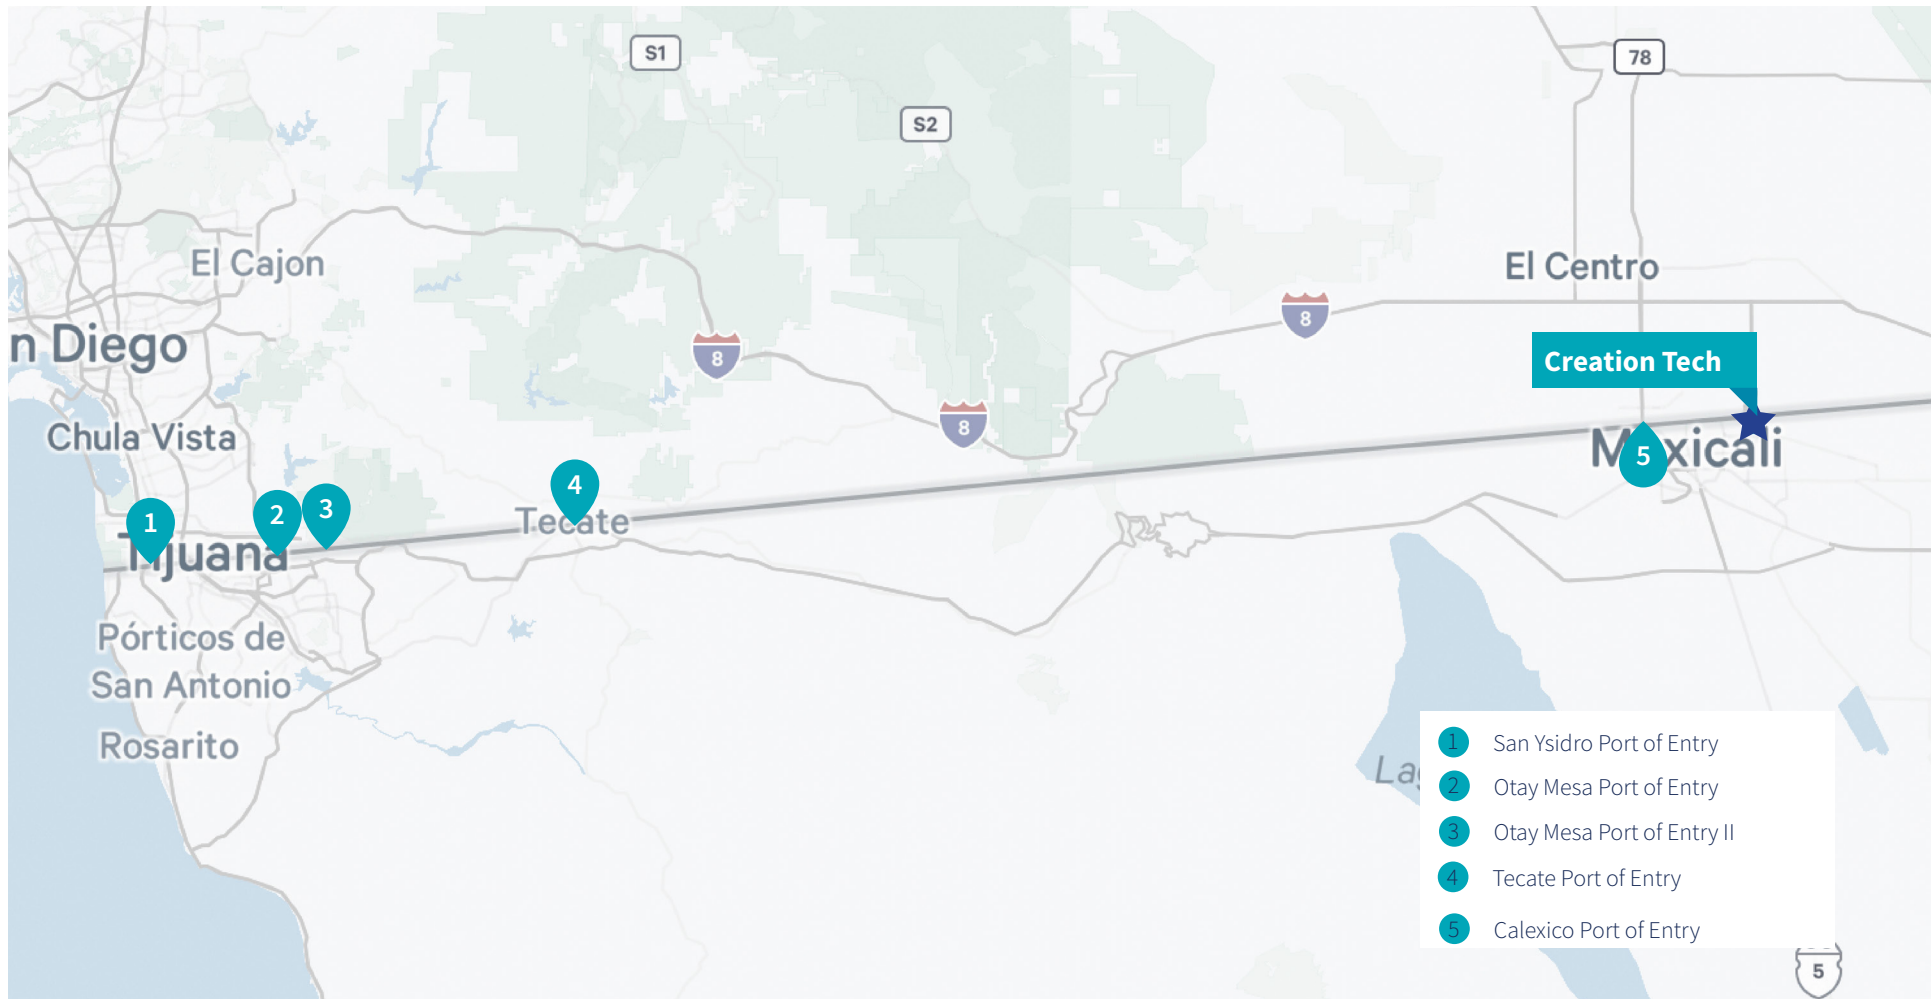 S1
78
S2
El Cajon
El Centro
8
n Diego
8
Creation Tech
8
Chula Vista
Mexicali
5
4
3
2
1
Tecate
Tijuana
Pórticos de
San Antonio
Rosarito
1 San Ysidro Port of Entry
Lag
2 Otay Mesa Port of Entry
3 Otay Mesa Port of Entry II
4 Tecate Port of Entry
5 Calexico Port of Entry
5